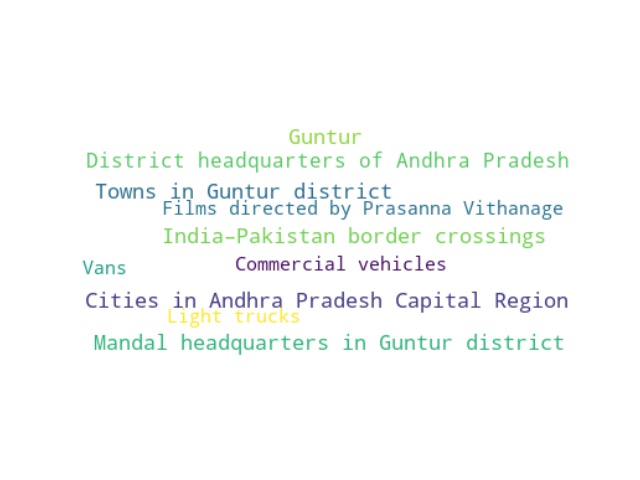 Guntur
District headquarters of Andhra Pradesh
Towns in Guntur district
Films directed by Prasanna Vithanage
India–Pakistan border crossings
Commercial vehicles
Vans
Cities in Andhra Pradesh Capital Region
Light trucks
Mandal headquarters in Guntur district